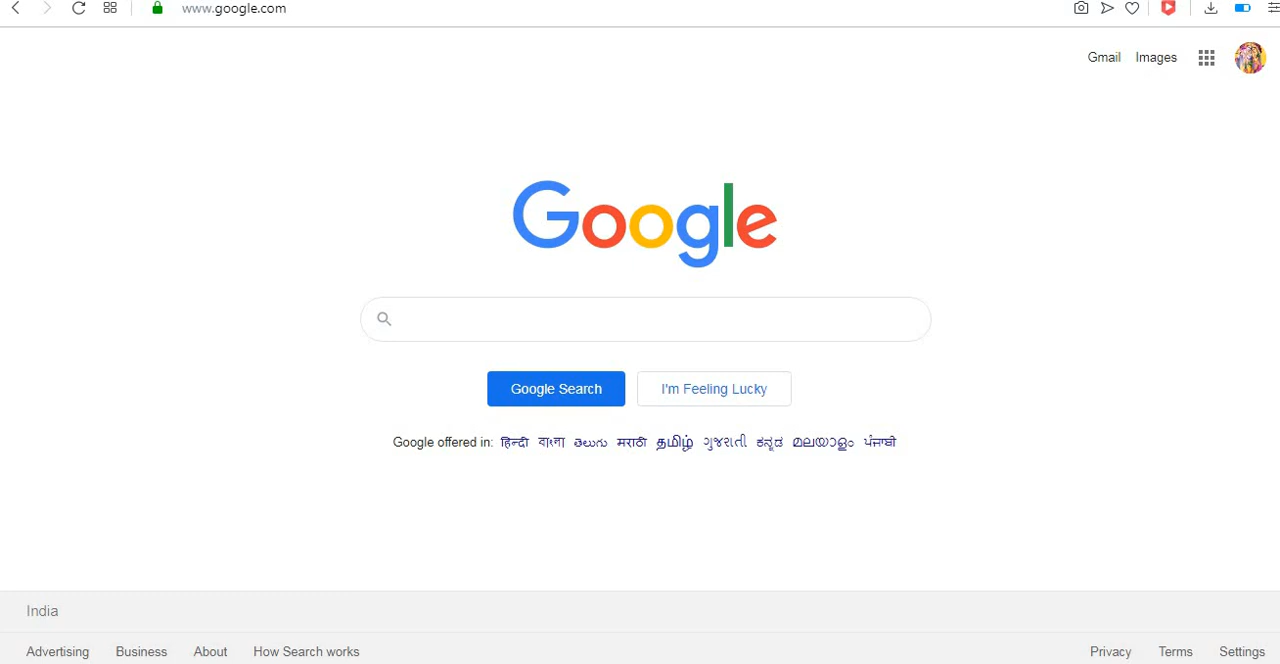 www.google.com
Gmail Images
Google
Google Search I'm Feeling Lucky
Google offered in: हिन्दी বাংলা తెలుగు मराठी தமிழ் ગુજરાતી ಕನ್ನಡ മലയാളം ਪੰਜਾਬੀ
India
Advertising Business About How Search works Privacy Terms Settings